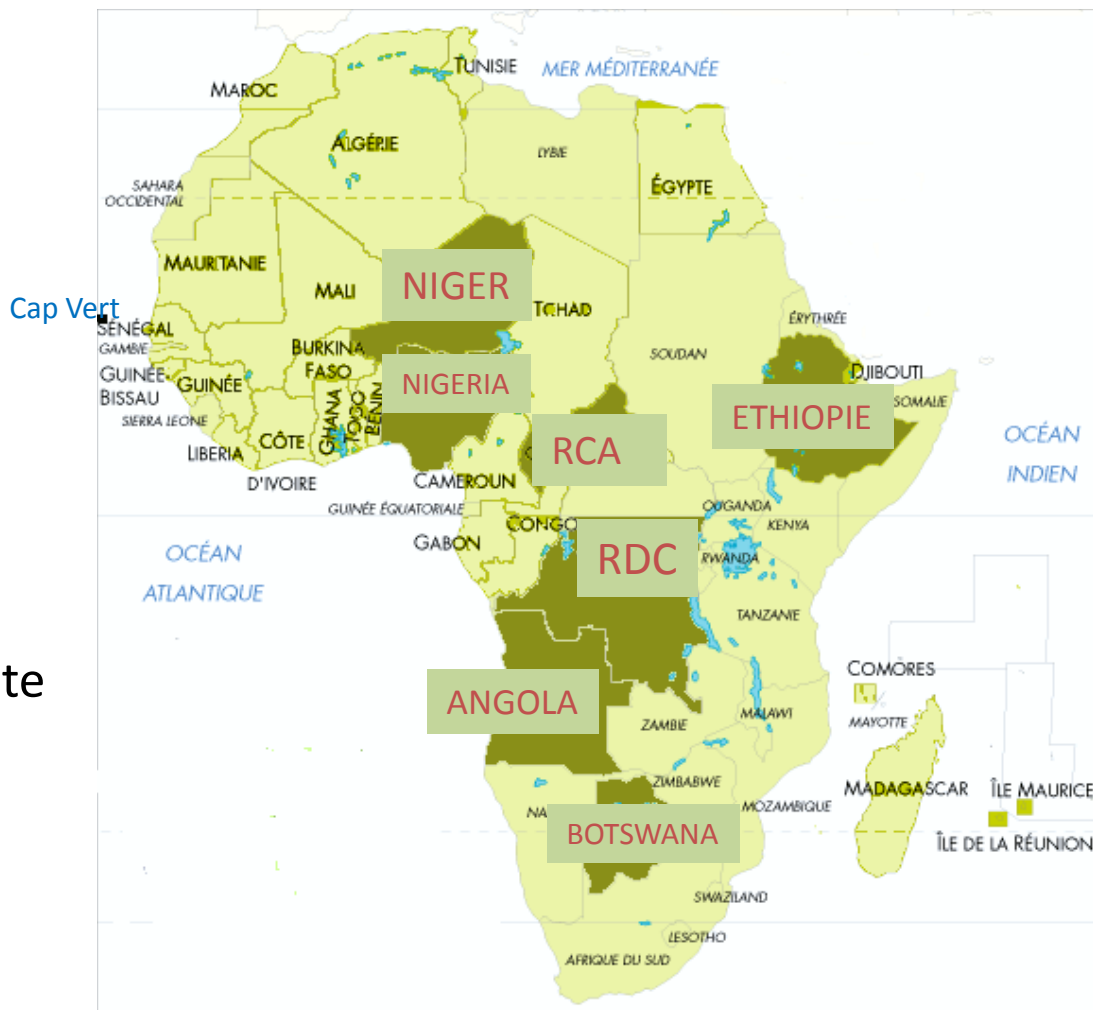 TUNISIE
MER MÉDITERRANÉE
MAROC
ALGÉRIE
LYBIE
SAHARA
OCCIDENTAL
ÉGYPTE
MAURITANIE
MALI
NIGER
TCHAD
Cap Vert
SÉNÉGAL
GAMBIE
ÉRYTHRÉE
SOUDAN
BURKINA
FASO
GUINÉE
BISSAU
GUINÉE
NIGERIA
DJIBOUTI
SOMALIE
ETHIOPIE
SIERRA LEONE
LIBERIA
CÔTE
D'IVOIRE
GHANA
TOGO
BÉNIN
RCA
OCÉAN
INDIEN
CAMEROUN
GUINÉE ÉQUATORIALE
CONGO
GABON
OUGANDA
KENYA
RDC
RWANDA
OCÉAN
ATLANTIQUE
TANZANIE
te
ANGOLA
COMORES
MAYOTTE
ZAMBIE
MALAWI
ZIMBABWE
MOZAMBIQUE
MADAGASCAR
ÎLE MAURICE
NA
BOTSWANA
ÎLE DE LA RÉUNION
SWAZILAND
LESOTHO
AFRIQUE DU SUD